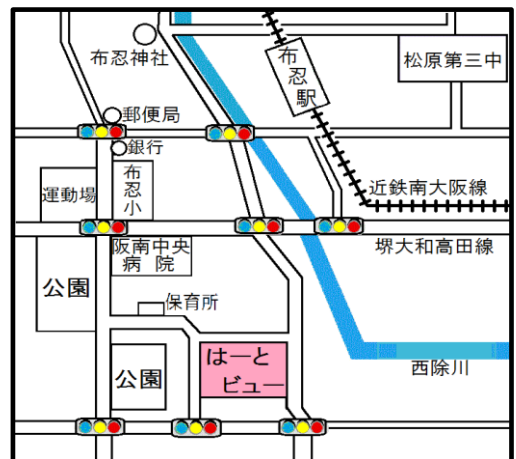 布忍神社
布忍駅
松原第三中
郵便局
銀行
運動場
布忍小
近鉄南大阪線
阪南中央
病院
堺大和高田線
公園
保育所
はーと
ビュー
公園
西除川